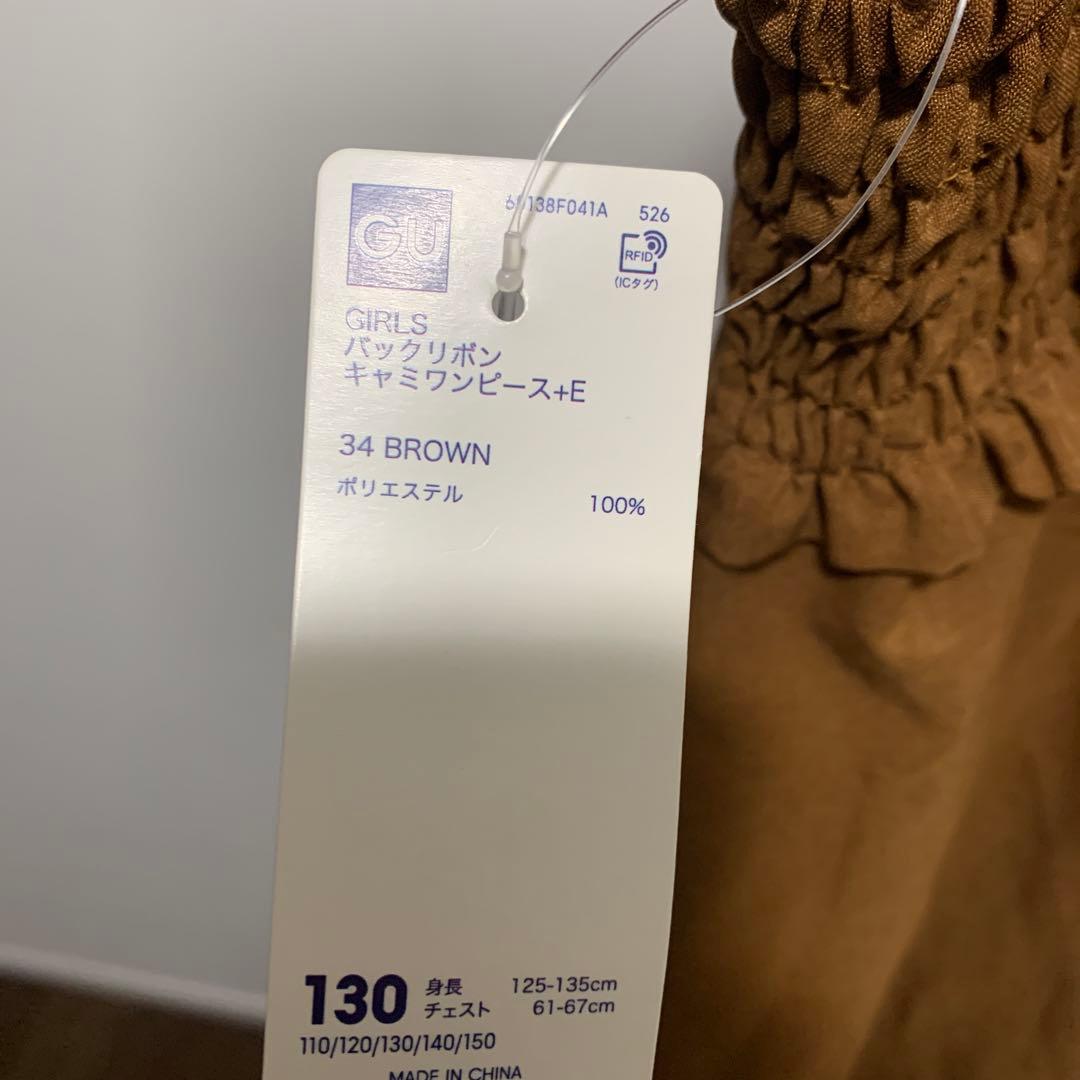 GU
138F041A 526
RFID
(ICタグ)
GIRLS
バックリボン
キャミワンピース+E
34 BROWN
ポリエステル 100%
130 身長 125-135cm
チェスト 61-67cm
110/120/130/140/150
MADE IN CHINA